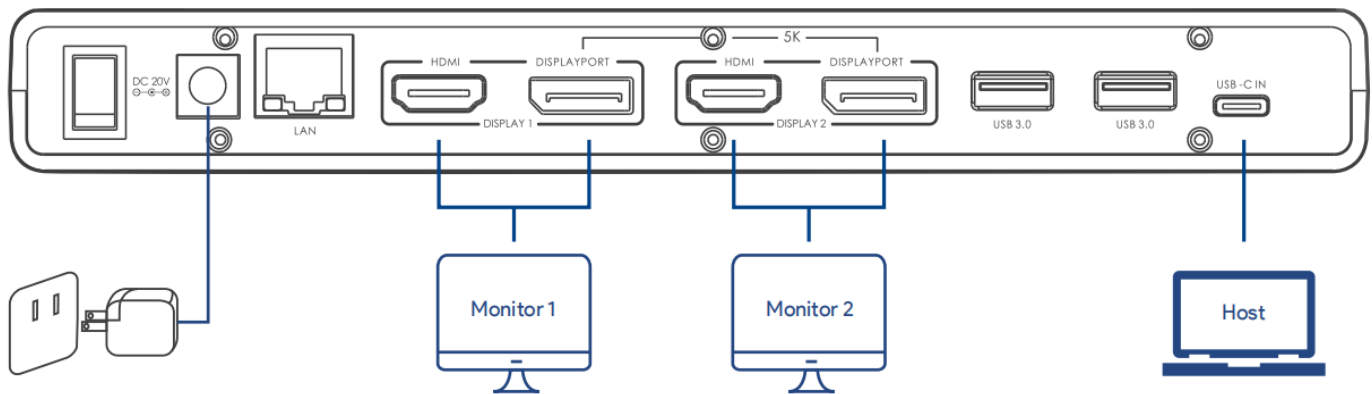 5K
DC 20V
HDMI
DISPLAYPORT
HDMI
DISPLAYPORT
USB -C IN
LAN
DISPLAY 1
DISPLAY 2
USB 3.0
USB 3.0
Monitor 1
Monitor 2
Host